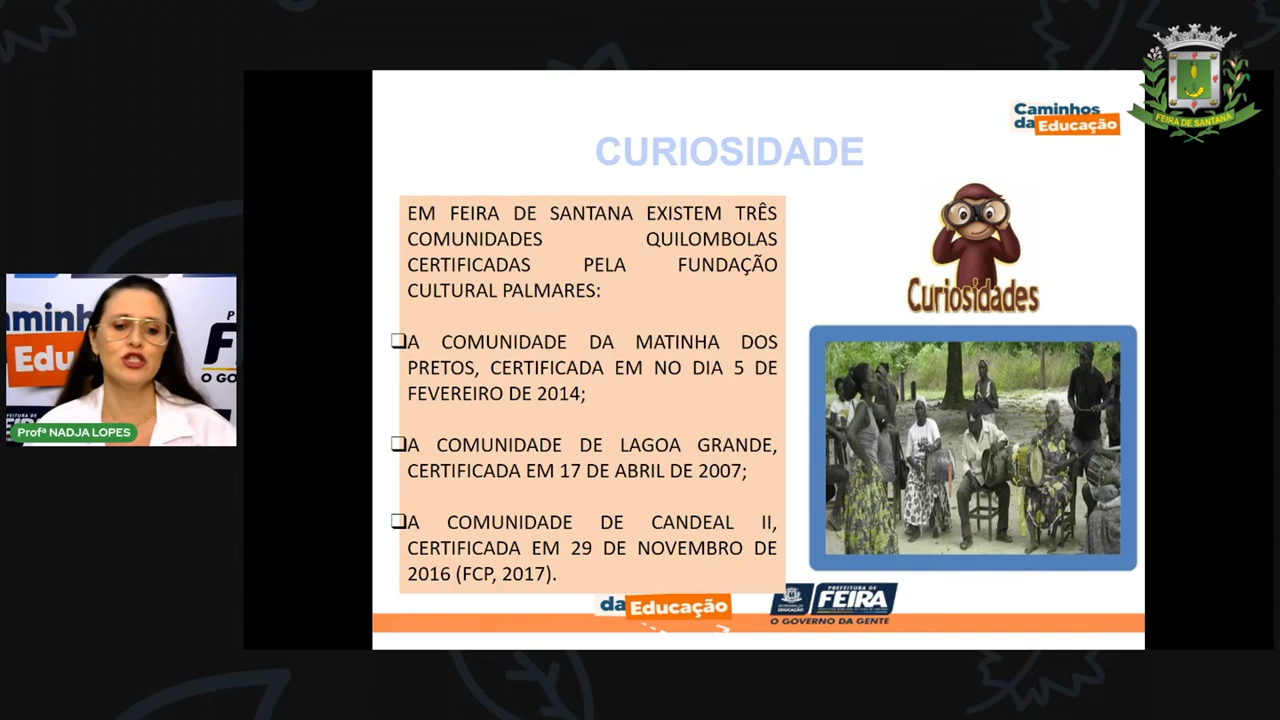 FEIRA DE SANTANA
Caminhos
da Educação
CURIOSIDADE
EM FEIRA DE SANTANA EXISTEM TRÊS
COMUNIDADES QUILOMBOLAS
CERTIFICADAS PELA FUNDAÇÃO
CULTURAL PALMARES:
A COMUNIDADE DA MATINHA DOS
PRETOS, CERTIFICADA EM NO DIA 5 DE
FEVEREIRO DE 2014;
A COMUNIDADE DE LAGOA GRANDE,
CERTIFICADA EM 17 DE ABRIL DE 2007;
A COMUNIDADE DE CANDEAL II,
CERTIFICADA EM 29 DE NOVEMBRO DE
2016 (FCP, 2017).
Curiosidades
Profª NADJA LOPES
da Educação
PREFEITURA DE
FEIRA
O GOVERNO DA GENTE